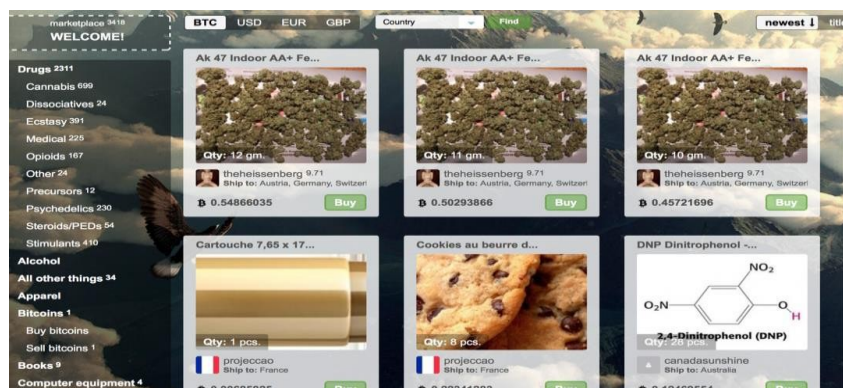 marketplace 3418
WELCOME!
BTC USD EUR GBP
Country
Find
newest
Drugs 2311
Cannabis 699
Dissociatives 24
Ecstasy 391
Medical 225
Opioids 167
Other 24
Precursors 12
Psychedelics 230
Steroids/PEDs 54
Stimulants 410
Alcohol
All other things 34
Apparel
Bitcoins 1
Buy bitcoins
Sell bitcoins 1
Books 9
Computer equipment 4
Ak 47 Indoor AA+ Fe...
Qty: 12 gm.
theheissenberg 9.71
Ship to: Austria, Germany, Switzerl
0.54866035
Buy
Ak 47 Indoor AA+ Fe...
Qty: 11 gm.
theheissenberg 9.71
Ship to: Austria, Germany, Switzerl
0.50293866
Buy
Ak 47 Indoor AA+ Fe...
Qty: 10 gm.
theheissenberg 9.71
Ship to: Austria, Germany, Switzerl
0.45721696
Buy
Cartouche 7,65 x 17...
Qty: 1 pcs.
projeccao
Ship to: France
Cookies au beurre d...
Qty: 8 pcs.
projeccao
Ship to: France
DNP Dinitrophenol -...
NO2
O2N
O
H
2,4-Dinitrophenol (DNP)
Qty: 28 pcs.
canadasunshine
Ship to: Australia